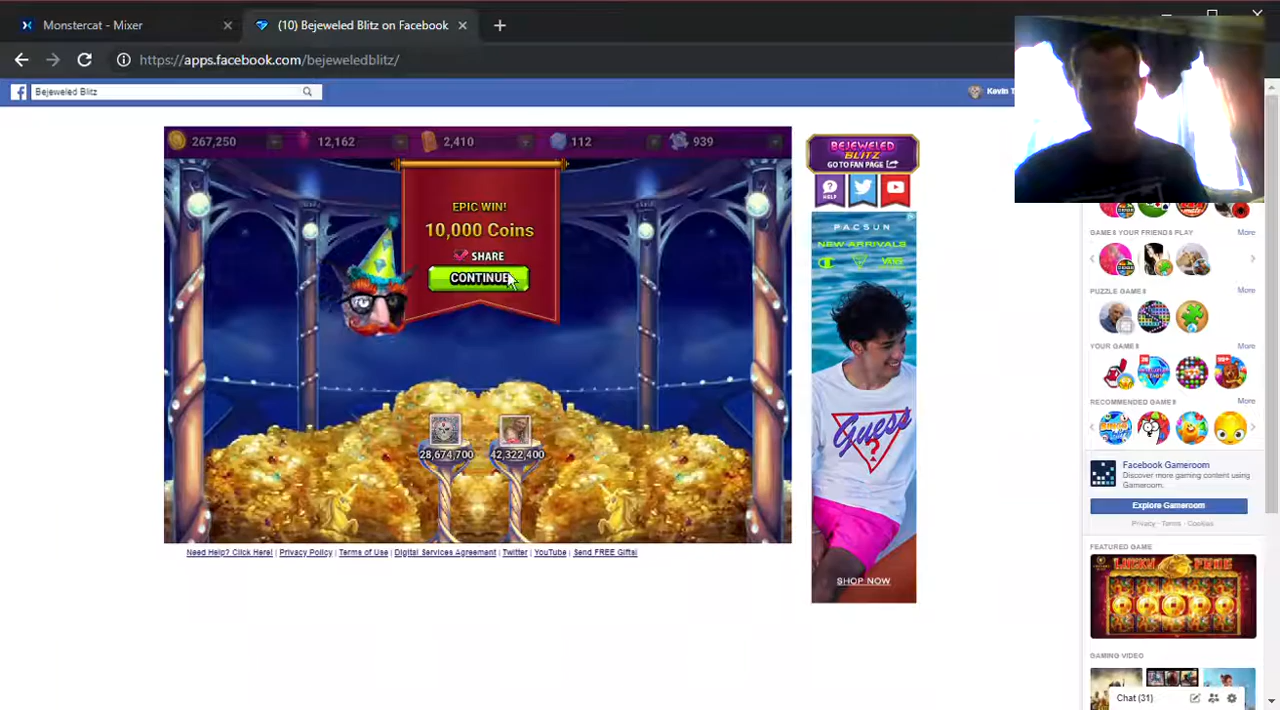 Monstercat - Mixer
(10) Bejeweled Blitz on Facebook
https://apps.facebook.com/bejeweledblitz/
Bejeweled Blitz
Kevin T
267,250
12,162
2,410
112
939
EPIC WIN!
10,000 Coins
SHARE
CONTINUE
28,674,700
42,322,400
Need Help? Click Here! | Privacy Policy | Terms of Use | Digital Services Agreement | Twitter | YouTube | Send FREE Gifts!
BEJEWELED
BLITZ
GO TO FAN PAGE
HELP
PACSUN
NEW ARRIVALS
VANS
Guess
?
SHOP NOW
GAMES YOUR FRIENDS PLAY
More
PUZZLE GAMES
More
YOUR GAMES
More
RECOMMENDED GAMES
More
Facebook Gameroom
Discover more gaming content using
Gameroom.
Explore Gameroom
Privacy · Terms · Cookies
FEATURED GAME
GAMING VIDEO
Chat (31)